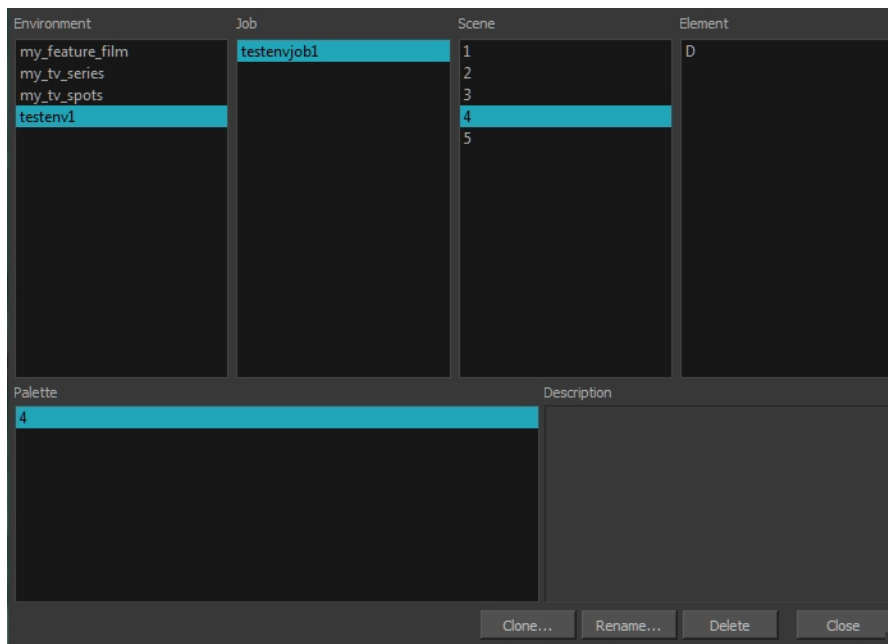 Environment
Job
Scene
Element
my_feature_film
my_tv_series
my_tv_spots
testenv1
testenvjob1
1
2
3
4
5
D
Palette
Description
4
Clone...
Rename...
Delete
Close